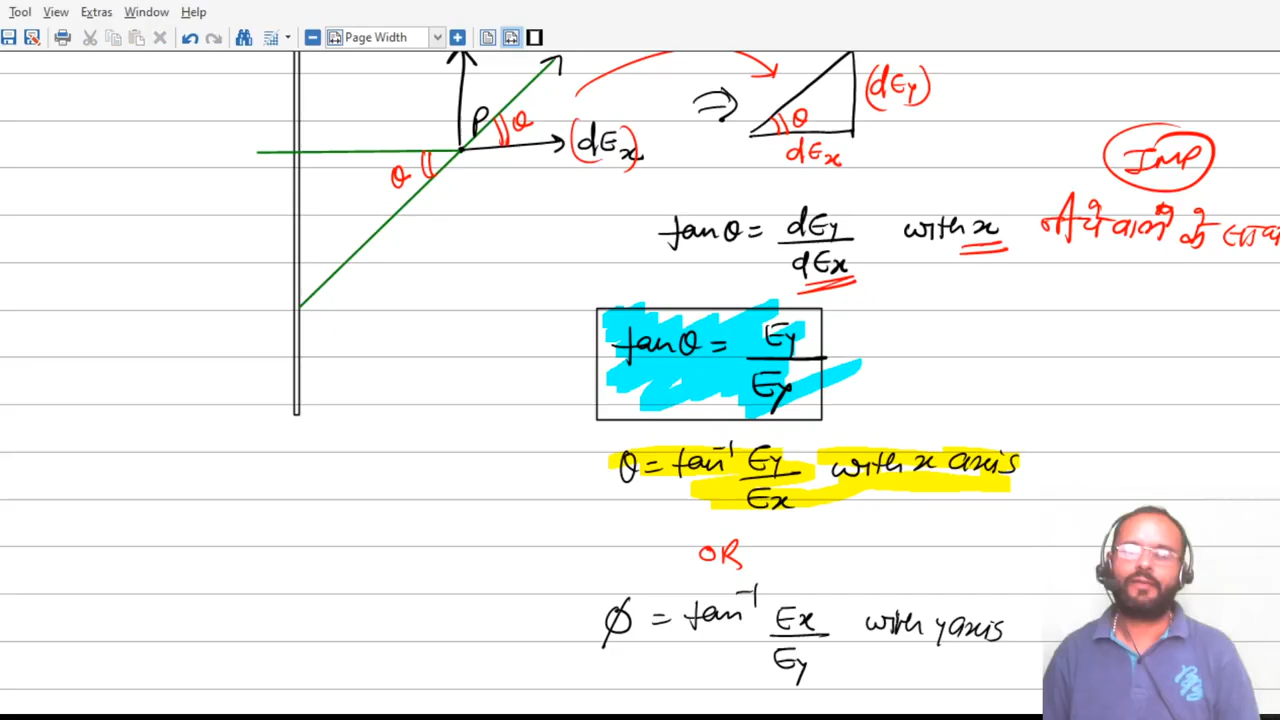 Tool View Extras Window Help
Page Width
P θ
θ
(dEx)
⇒
θ
dEx
(dEy)
IMP
tanθ = dEy/dEx with x नीचे वाले के
tanθ = Ey/Ey
θ = tan⁻¹ Ey/Ex with x axis
OR
φ = tan⁻¹ Ex/Ey with y axis